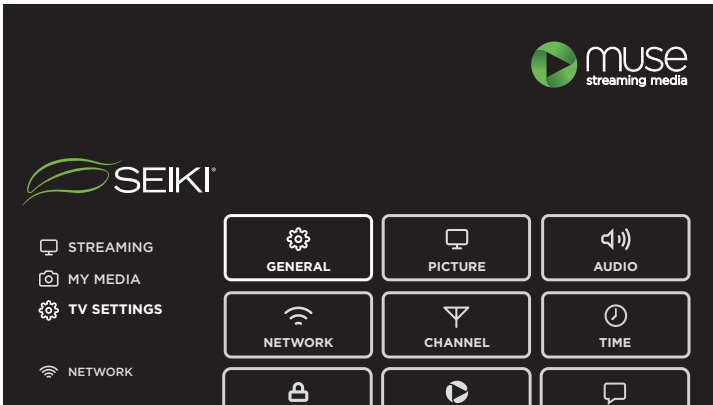 muse
streaming media
SEIKI
STREAMING
MY MEDIA
TV SETTINGS
NETWORK
GENERAL
PICTURE
AUDIO
NETWORK
CHANNEL
TIME